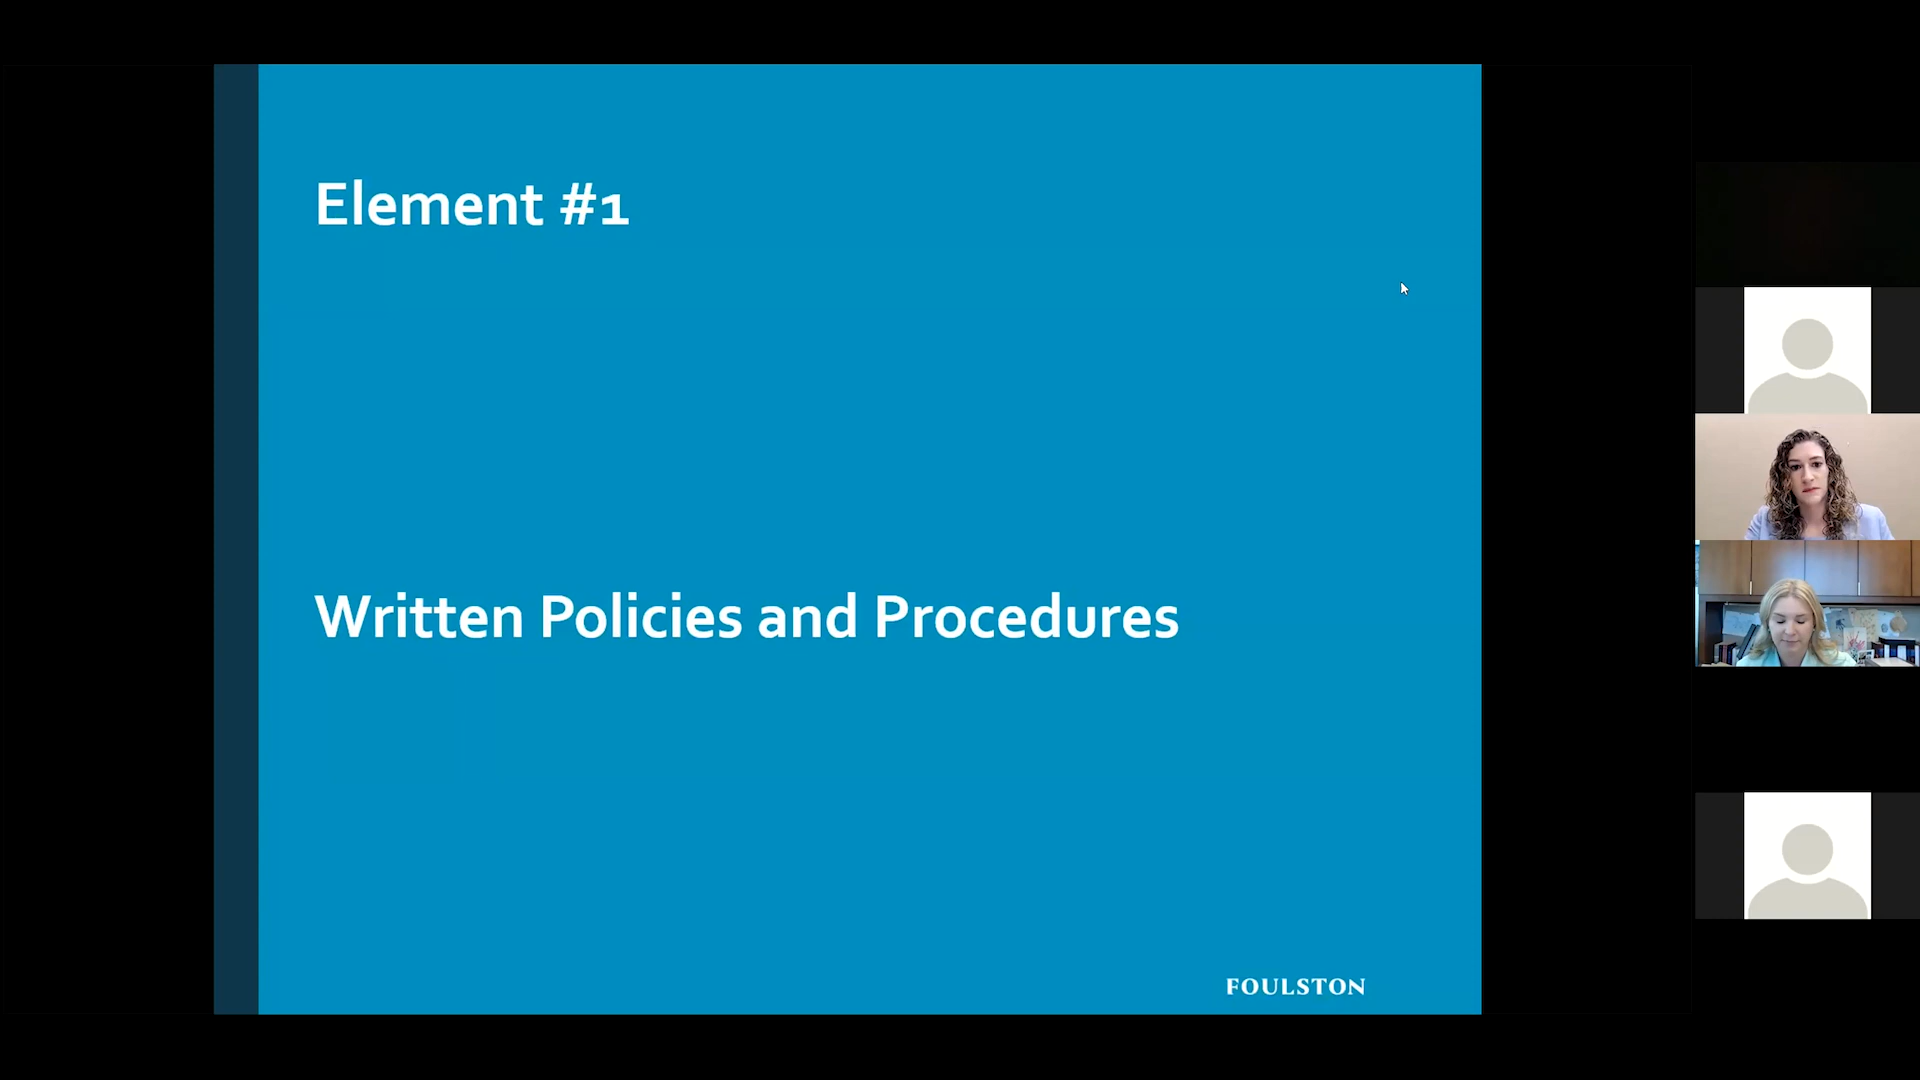 Element #1
Written Policies and Procedures
FOULSTON